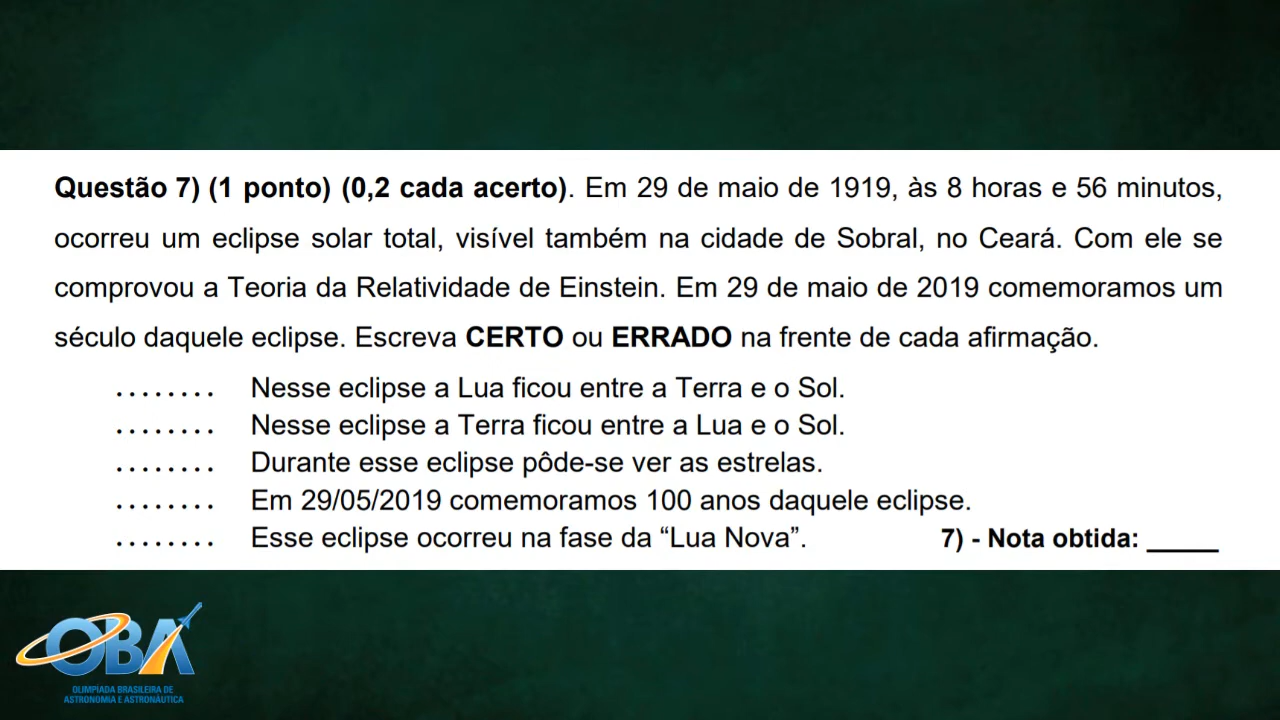 Questão 7) (1 ponto) (0,2 cada acerto). Em 29 de maio de 1919, às 8 horas e 56 minutos,
ocorreu um eclipse solar total, visível também na cidade de Sobral, no Ceará. Com ele se
comprovou a Teoria da Relatividade de Einstein. Em 29 de maio de 2019 comemoramos um
século daquele eclipse. Escreva CERTO ou ERRADO na frente de cada afirmação.
........ Nesse eclipse a Lua ficou entre a Terra e o Sol.
........ Nesse eclipse a Terra ficou entre a Lua e o Sol.
........ Durante esse eclipse pôde-se ver as estrelas.
........ Em 29/05/2019 comemoramos 100 anos daquele eclipse.
........ Esse eclipse ocorreu na fase da “Lua Nova”. 7) - Nota obtida: _____
OBA
OLIMPÍADA BRASILEIRA DE
ASTRONOMIA E ASTRONÁUTICA